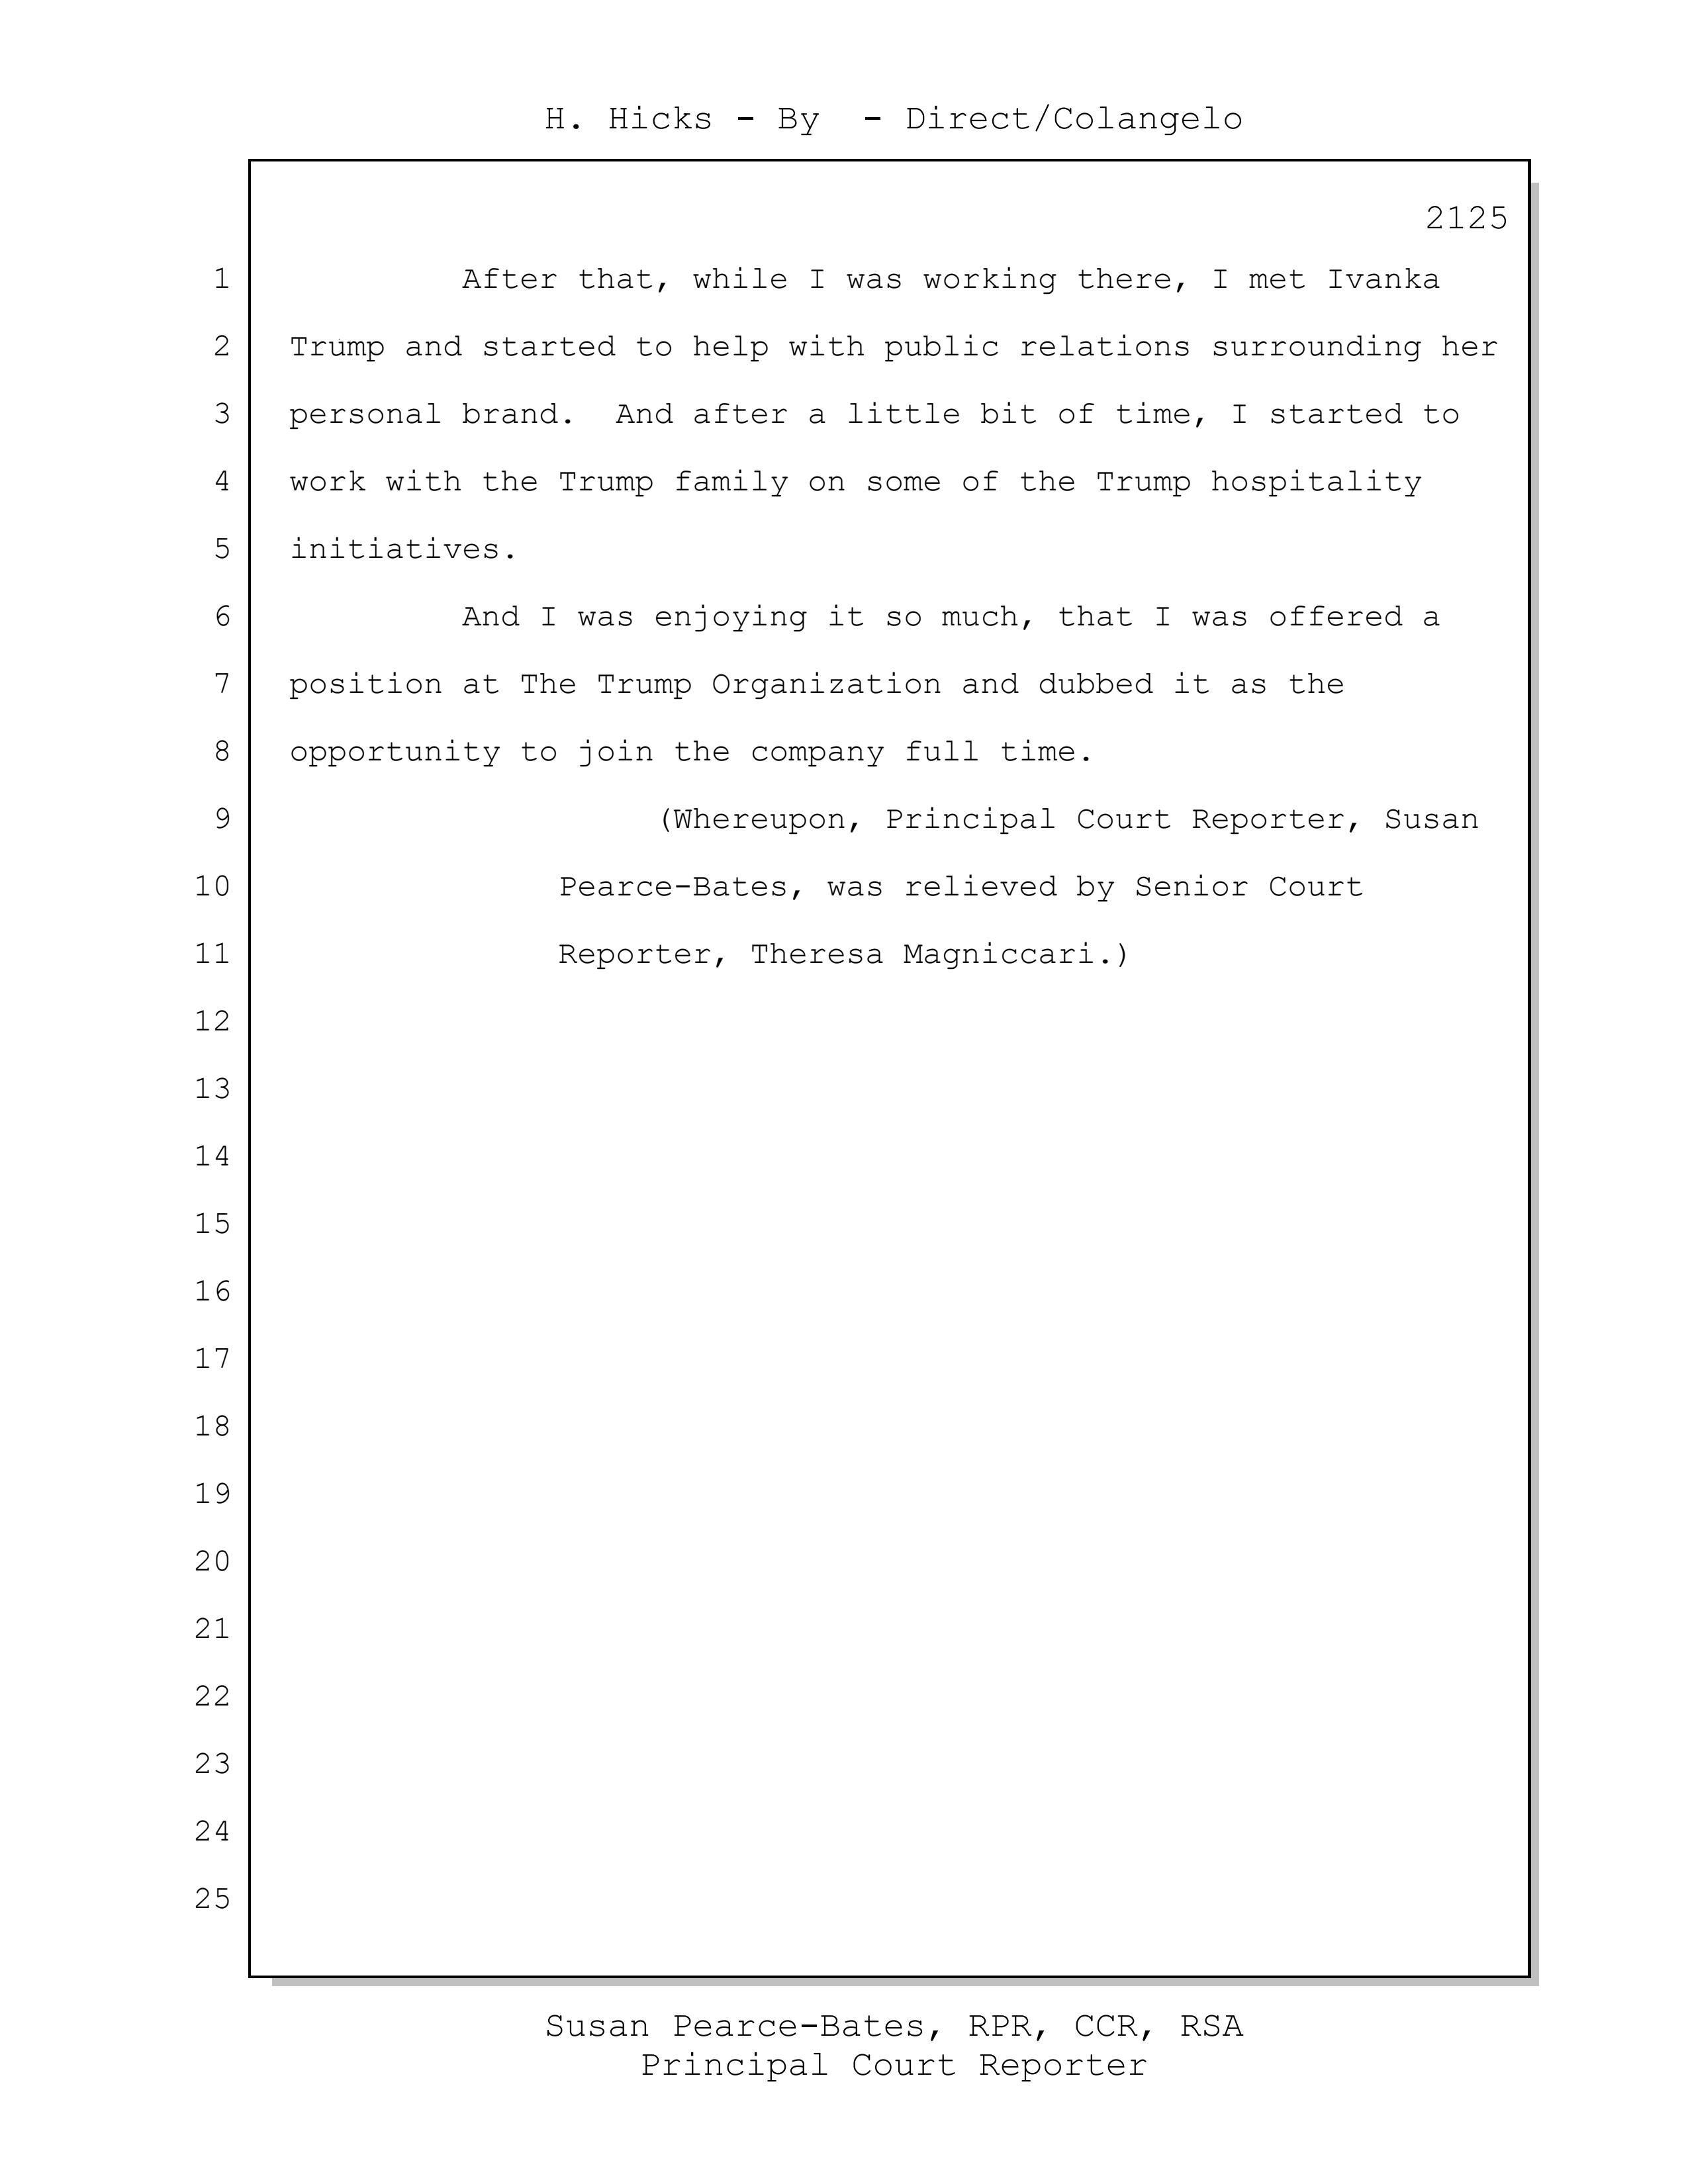 H. Hicks - By  - Direct/Colangelo
2125
1 After that, while I was working there, I met Ivanka
2 Trump and started to help with public relations surrounding her
3 personal brand.  And after a little bit of time, I started to
4 work with the Trump family on some of the Trump hospitality
5 initiatives.
6 And I was enjoying it so much, that I was offered a
7 position at The Trump Organization and dubbed it as the
8 opportunity to join the company full time.
9 (Whereupon, Principal Court Reporter, Susan
10 Pearce-Bates, was relieved by Senior Court
11 Reporter, Theresa Magniccari.)
12
13
14
15
16
17
18
19
20
21
22
23
24
25
Susan Pearce-Bates, RPR, CCR, RSA
Principal Court Reporter